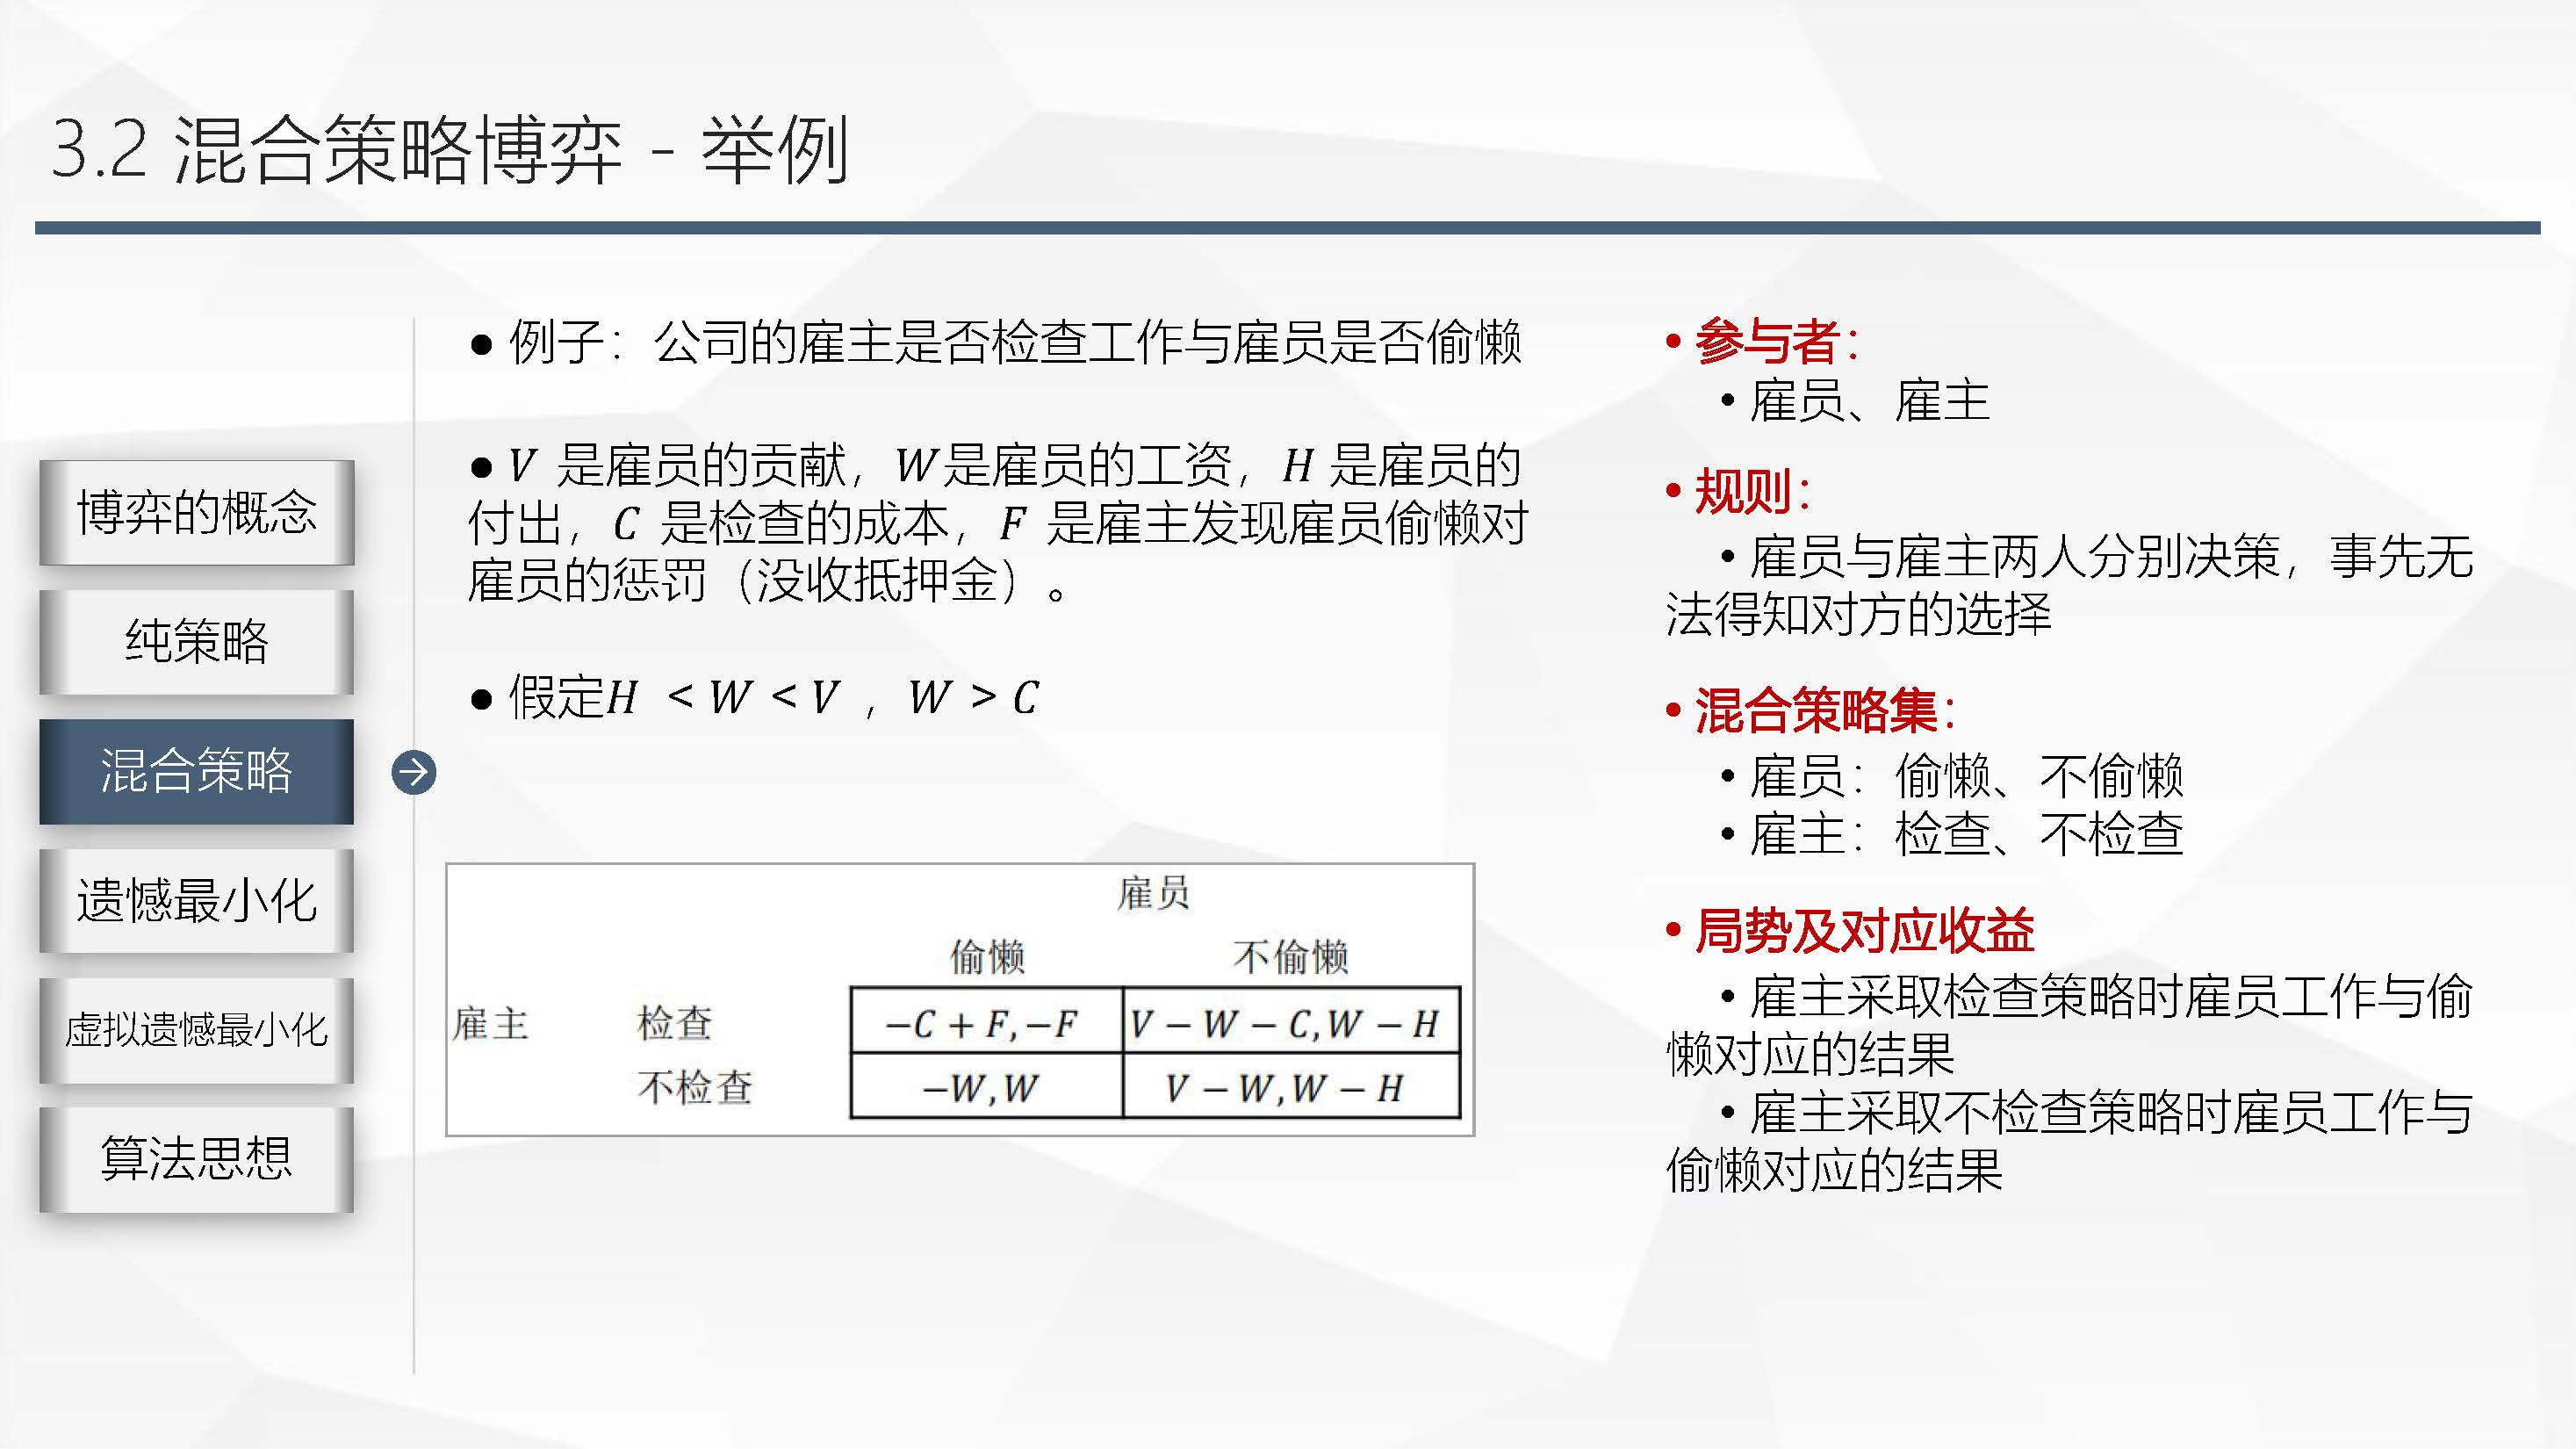 3.2 混合策略博弈 - 举例
博弈的概念
纯策略
混合策略
遗憾最小化
虚拟遗憾最小化
算法思想
● 例子：公司的雇主是否检查工作与雇员是否偷懒
● V 是雇员的贡献，W是雇员的工资，H 是雇员的
付出，C 是检查的成本，F 是雇主发现雇员偷懒对
雇员的惩罚（没收抵押金）。
● 假定H < W < V ，W > C
雇员
偷懒 不偷懒
雇主 检查 −C + F,−F V − W − C,W − H
不检查 −W,W V − W,W − H
• 参与者：
• 雇员、雇主
• 规则：
• 雇员与雇主两人分别决策，事先无
法得知对方的选择
• 混合策略集：
• 雇员：偷懒、不偷懒
• 雇主：检查、不检查
• 局势及对应收益
• 雇主采取检查策略时雇员工作与偷
懒对应的结果
• 雇主采取不检查策略时雇员工作与
偷懒对应的结果